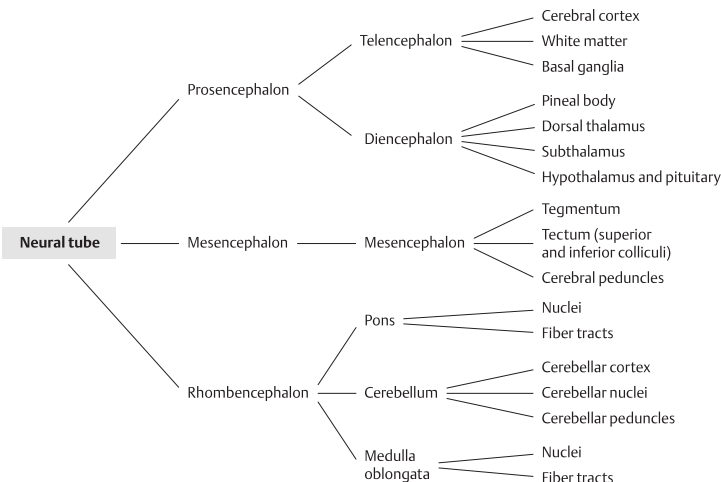 Neural tube
Prosencephalon
Telencephalon
Cerebral cortex
White matter
Basal ganglia
Diencephalon
Pineal body
Dorsal thalamus
Subthalamus
Hypothalamus and pituitary
Mesencephalon
Mesencephalon
Tegmentum
Tectum (superior
and inferior colliculi)
Cerebral peduncles
Rhombencephalon
Pons
Nuclei
Fiber tracts
Cerebellum
Cerebellar cortex
Cerebellar nuclei
Cerebellar peduncles
Medulla
oblongata
Nuclei
Fiber tracts